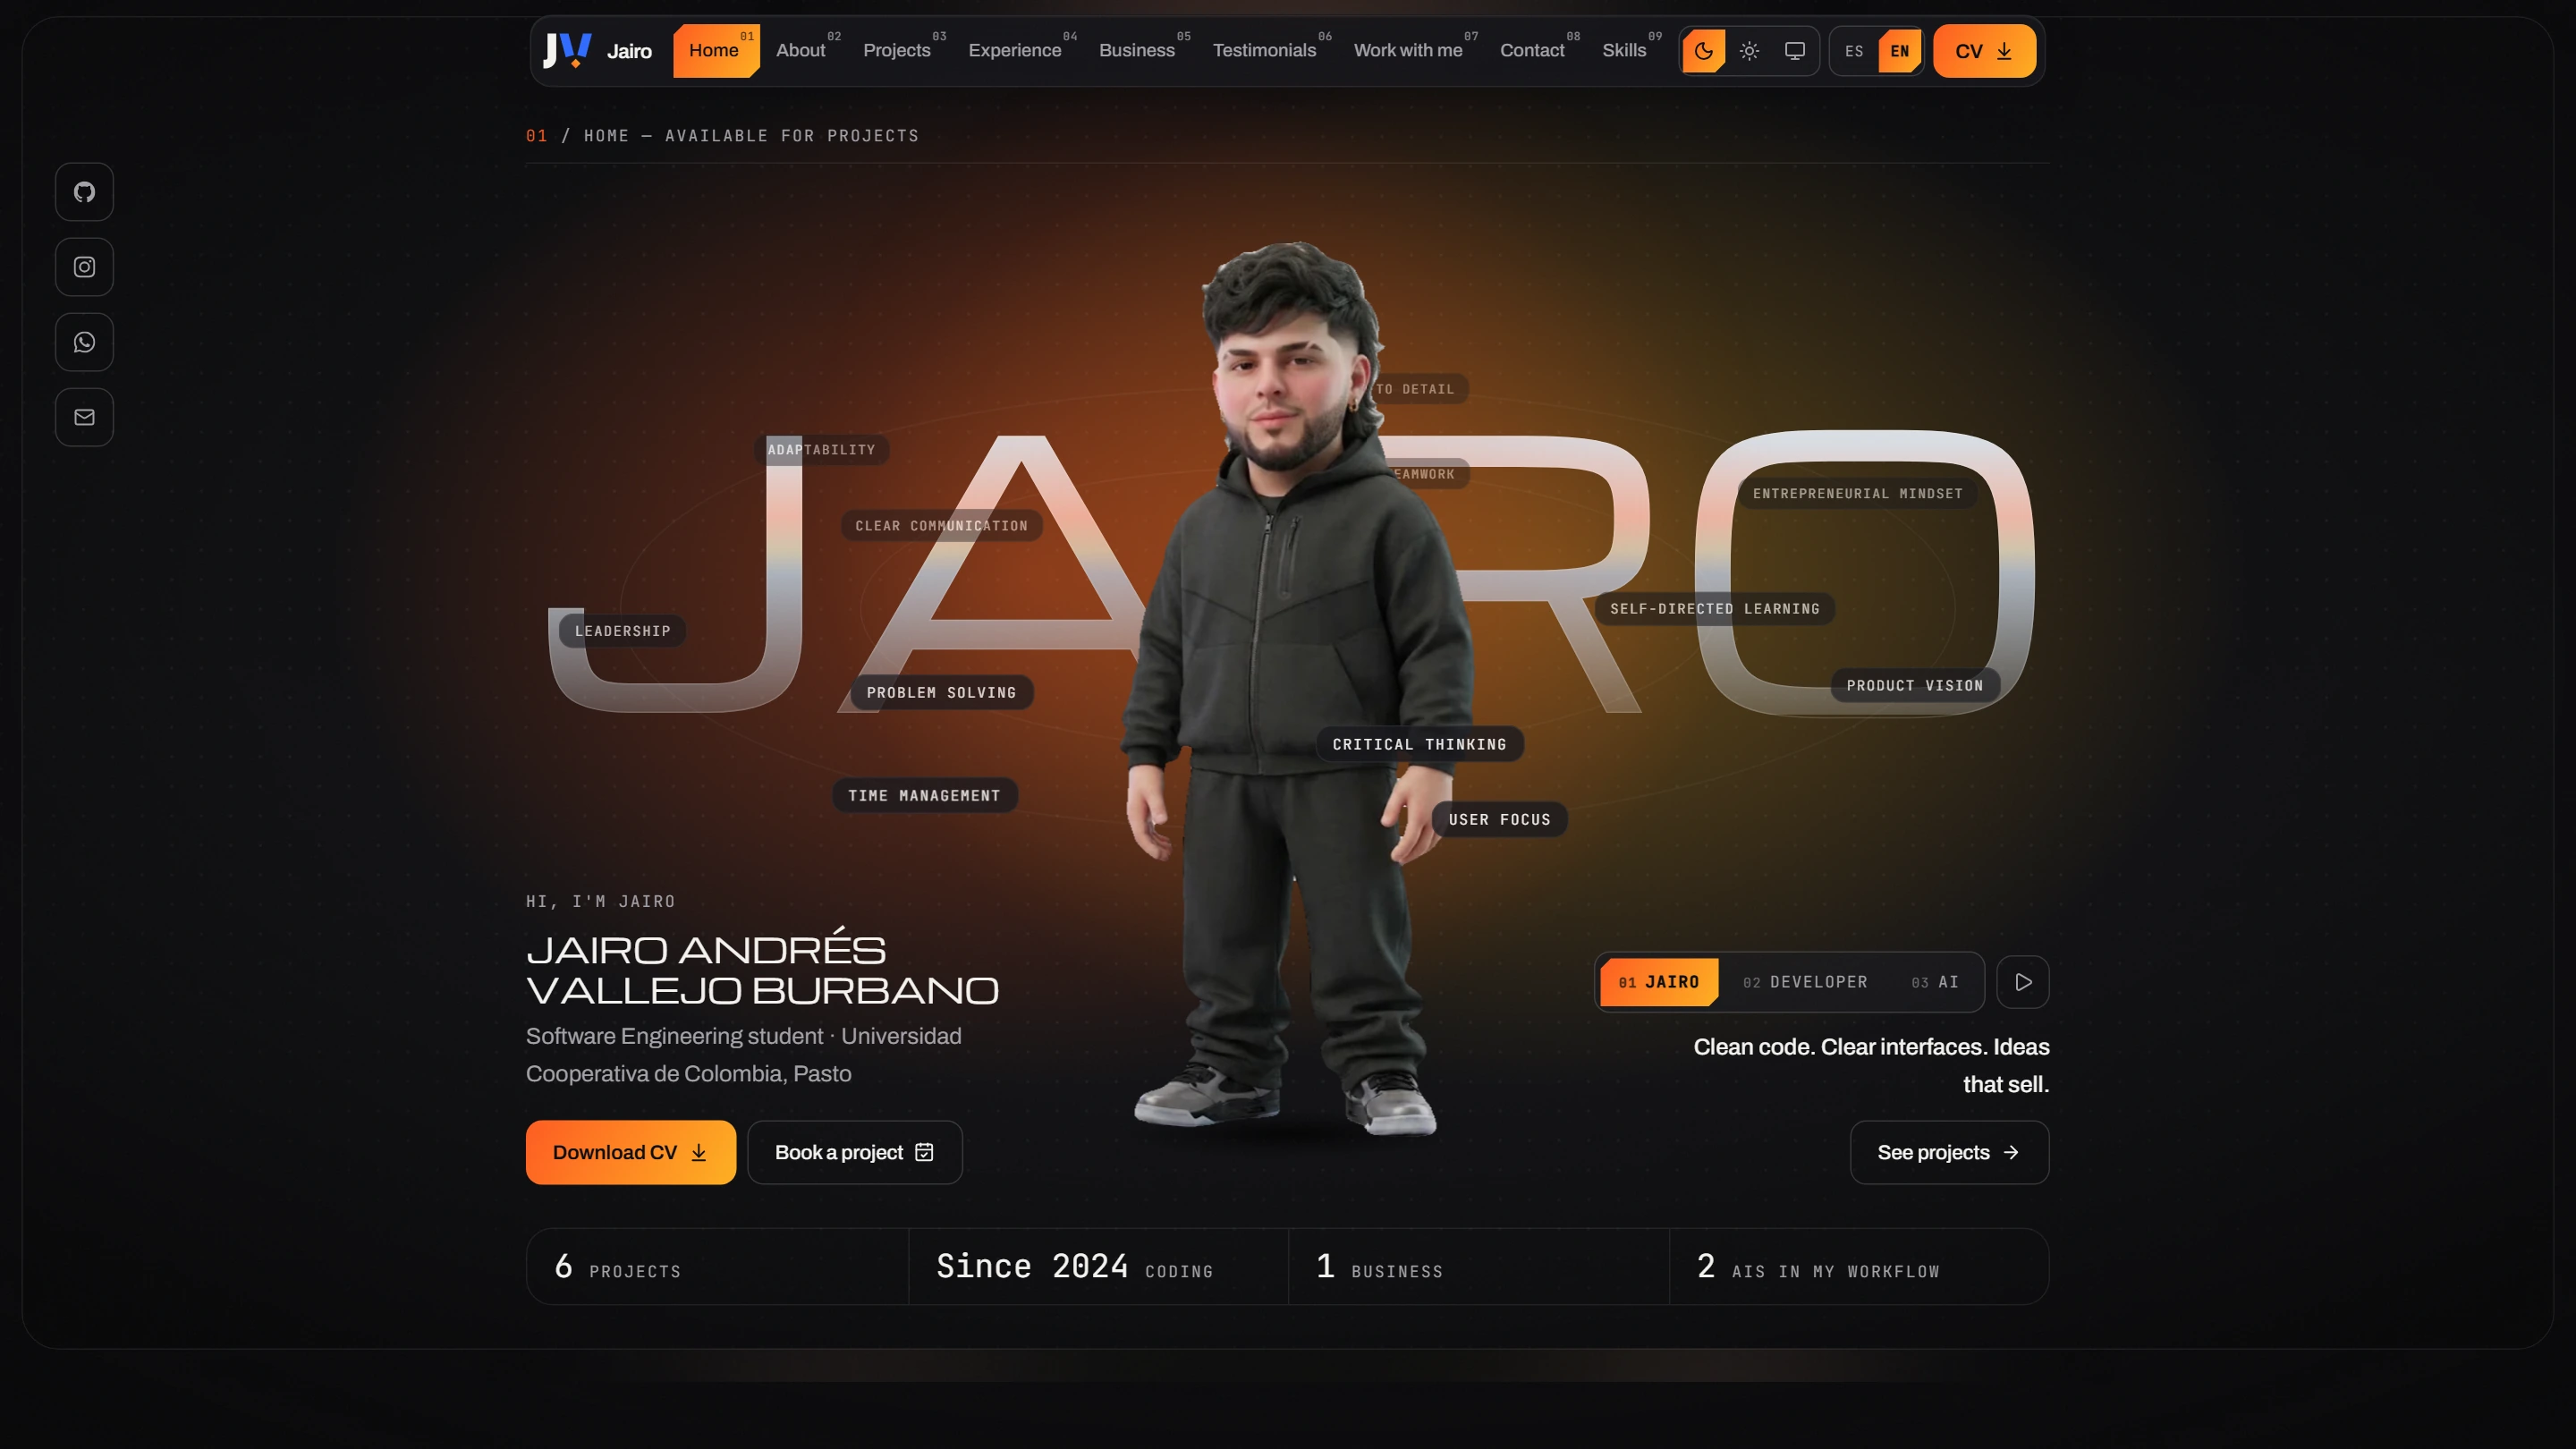 JV Jairo
Home 01
About 02
Projects 03
Experience 04
Business 05
Testimonials 06
Work with me 07
Contact 08
Skills 09
ES EN
CV
01 / HOME — AVAILABLE FOR PROJECTS
TO DETAIL
ADAPTABILITY
ENTREPRENEURIAL MINDSET
CLEAR COMMUNICATION
JAIRO
SELF-DIRECTED LEARNING
LEADERSHIP
PRODUCT VISION
PROBLEM SOLVING
CRITICAL THINKING
TIME MANAGEMENT
USER FOCUS
HI, I'M JAIRO
JAIRO ANDRÉS
VALLEJO BURBANO
Software Engineering student · Universidad
Cooperativa de Colombia, Pasto
Download CV
Book a project
01 JAIRO
02 DEVELOPER
03 AI
Clean code. Clear interfaces. Ideas
that sell.
See projects
6 PROJECTS
Since 2024 CODING
1 BUSINESS
2 AIS IN MY WORKFLOW